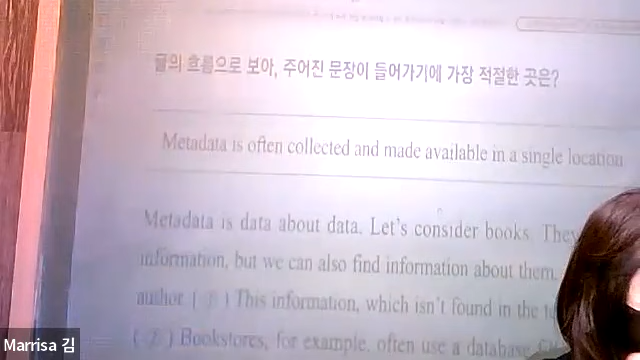 글의 흐름으로 보아, 주어진 문장이 들어가기에 가장 적절한 곳은?
Metadata is often collected and made available in a single location
Metadata is data about data. Let's consider books. They
information, but we can also find information about them.
author. ( ) This information, which isn't found in the
( ) Bookstores, for example, often use a database
Marrisa 김